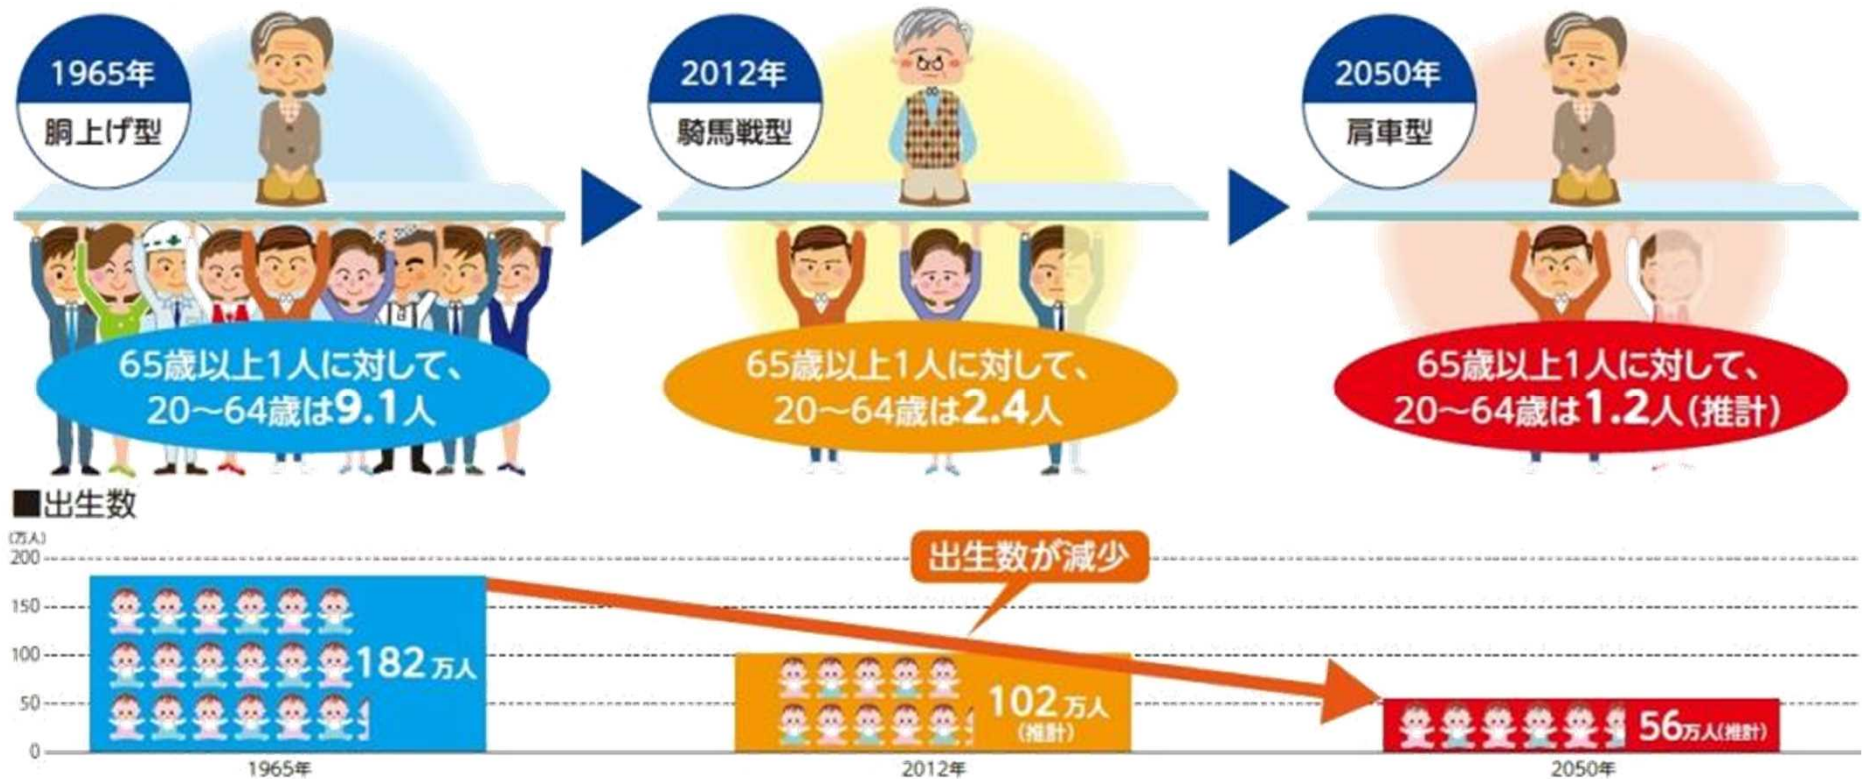 1965年
胴上げ型
65歳以上1人に対して、
20〜64歳は9.1人
2012年
騎馬戦型
65歳以上1人に対して、
20〜64歳は2.4人
2050年
肩車型
65歳以上1人に対して、
20〜64歳は1.2人(推計)
■出生数
(万人)
200
150
100
50
0
出生数が減少
182万人
102万人
(推計)
56万人(推計)
1965年
2012年
2050年